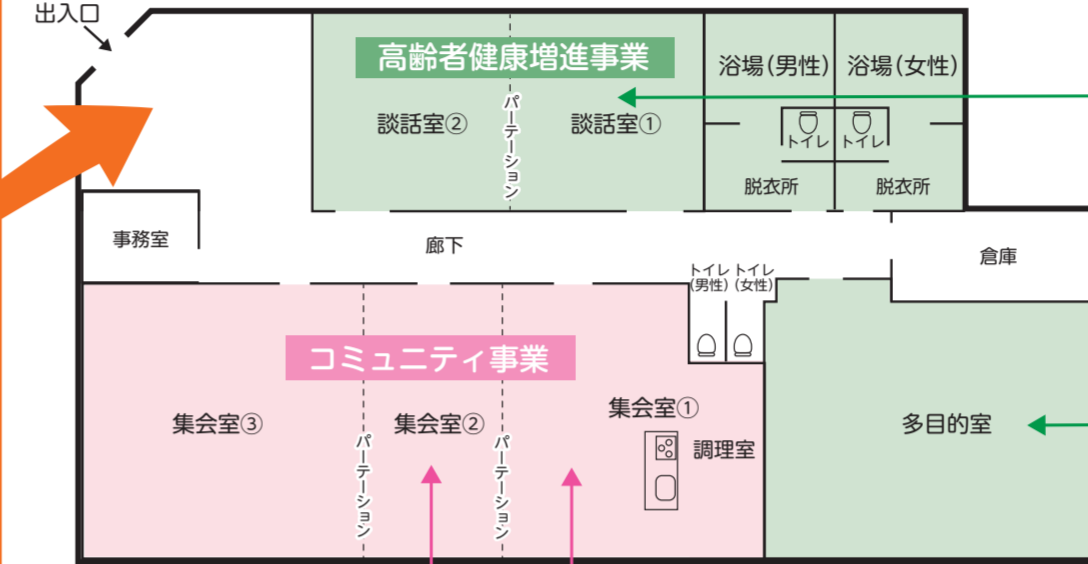 出入口
高齢者健康増進事業
談話室②
パーテーション
談話室①
浴場(男性)
浴場(女性)
トイレ
トイレ
脱衣所
脱衣所
事務室
廊下
倉庫
トイレ
(男性)
トイレ
(女性)
コミュニティ事業
集会室③
パーテーション
集会室②
パーテーション
集会室①
調理室
多目的室